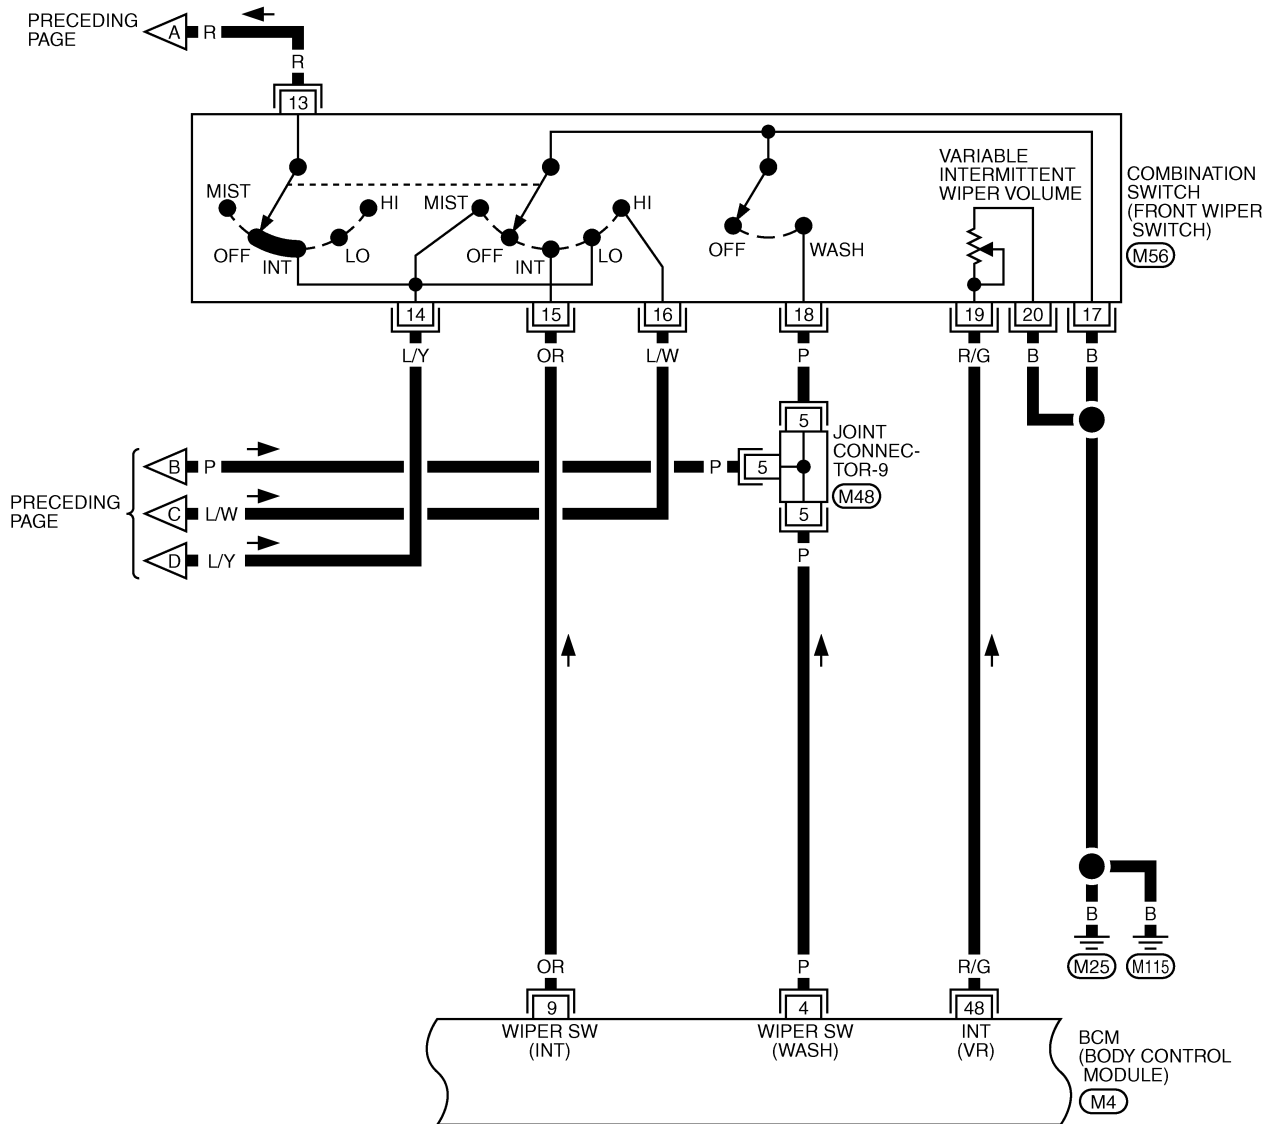 PRECEDING
PAGE
A
R
R
13
MIST
OFF
INT
LO
HI
MIST
OFF
INT
LO
HI
OFF
WASH
VARIABLE
INTERMITTENT
WIPER VOLUME
COMBINATION
SWITCH
(FRONT WIPER
SWITCH)
M56
14
15
16
18
19
20
17
L/Y
OR
L/W
P
R/G
B
B
PRECEDING
PAGE
B
P
P
C
L/W
D
L/Y
5
5
5
JOINT
CONNEC-
TOR-9
M48
P
OR
P
R/G
B
B
M25
M115
9
4
48
WIPER SW
(INT)
WIPER SW
(WASH)
INT
(VR)
BCM
(BODY CONTROL
MODULE)
M4